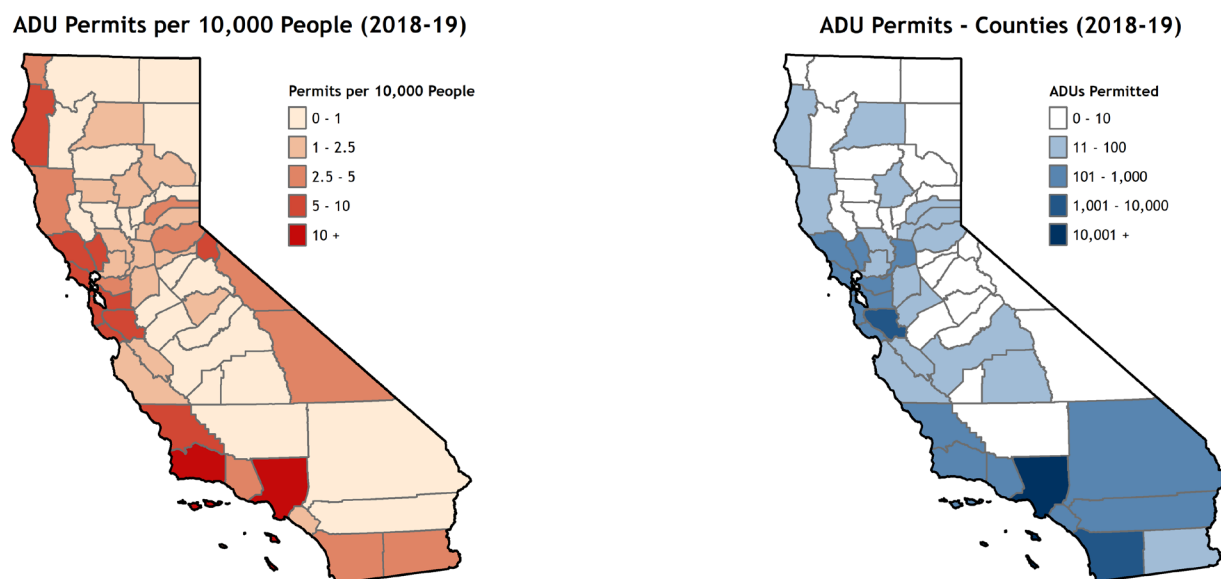 ADU Permits per 10,000 People (2018-19)
Permits per 10,000 People
0 - 1
1 - 2.5
2.5 - 5
5 - 10
10 +
ADU Permits - Counties (2018-19)
ADUs Permitted
0 - 10
11 - 100
101 - 1,000
1,001 - 10,000
10,001 +